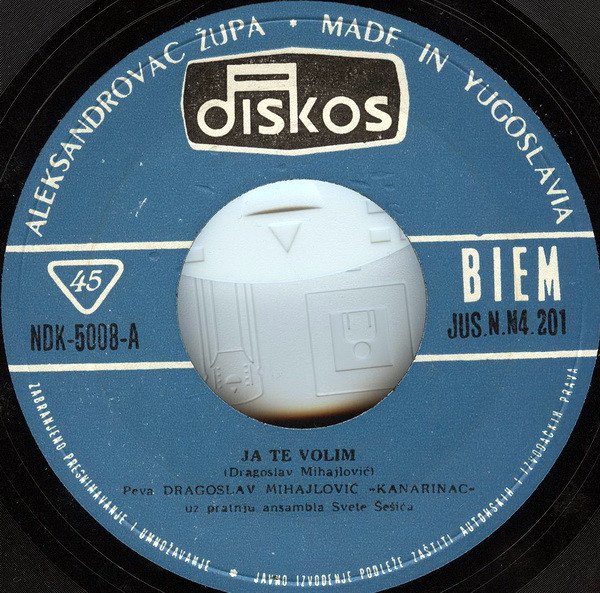 ALEKSANDROVAC ŽUPA • MADE IN YUGOSLAVIA
diskos
45
NDK-5008-A
BIEM
JUS.N.N4.201
JA TE VOLIM
(Dragoslav Mihajlović)
Peva DRAGOSLAV MIHAJLOVIĆ -KANARINAC-
uz pratnju ansambla Svete Šešića
ZABRANJENO PRESNIMAVANJE I UMNOŽAVANJE * JAVNO IZVOĐENJE PODLEŽE ZAŠTITI AUTORSKIH I IZVOĐAČKIH PRAVA